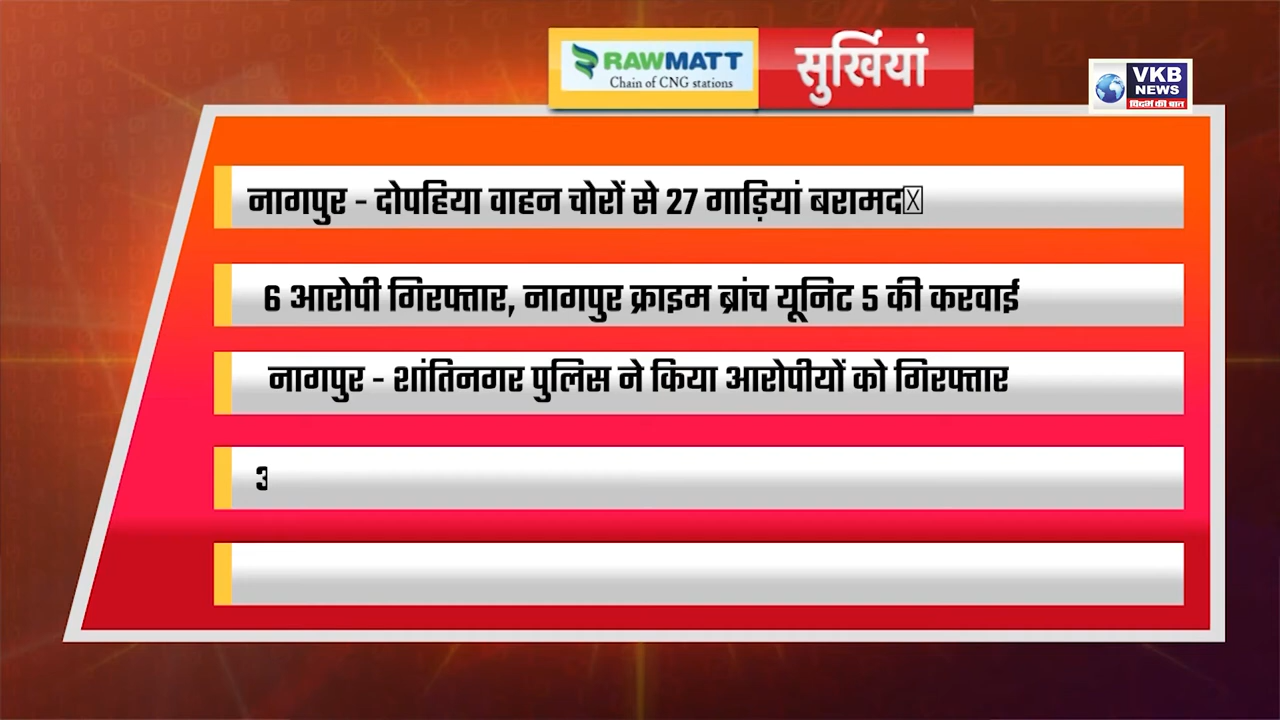 RAWMATT
Chain of CNG stations
सुर्खियां
VKB
NEWS
विदर्भ की बात
नागपुर - दोपहिया वाहन चोरों से 27 गाड़ियां बरामद
6 आरोपी गिरफ्तार, नागपुर क्राइम ब्रांच यूनिट 5 की करवाई
नागपुर - शांतिनगर पुलिस ने किया आरोपीयों को गिरफ्तार